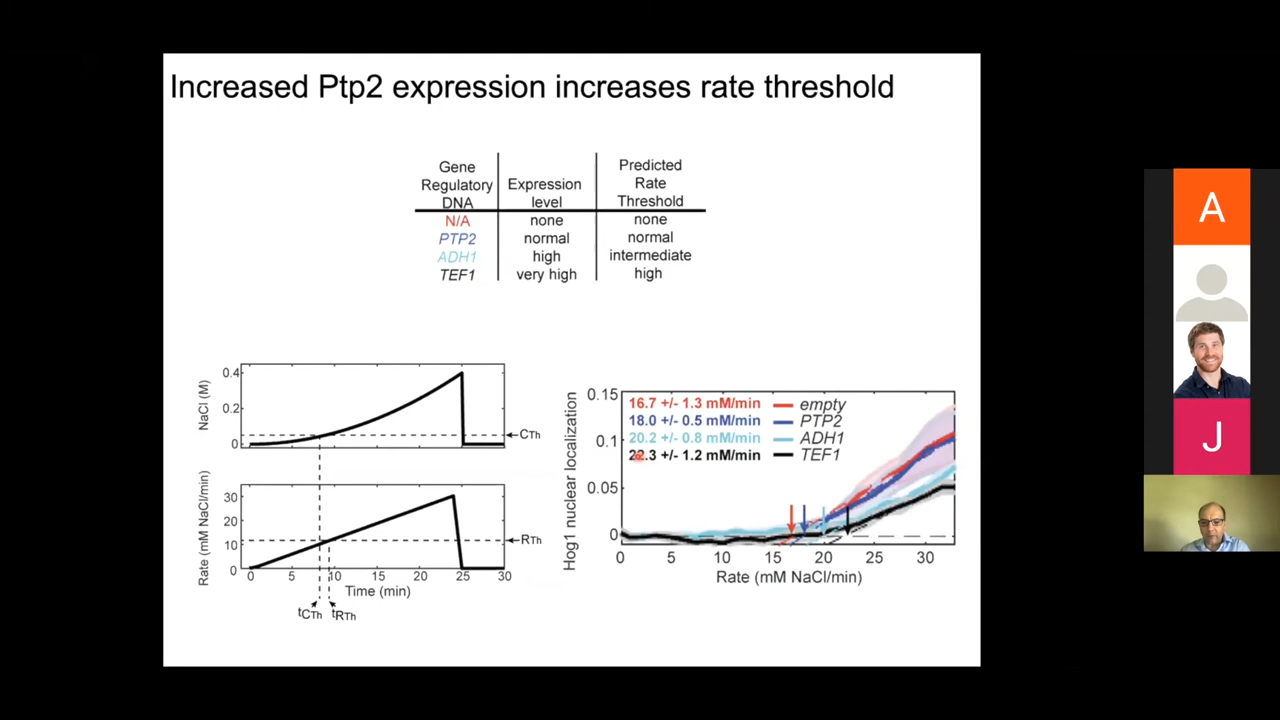 Increased Ptp2 expression increases rate threshold
Gene Regulatory DNA
Expression level
Predicted Rate Threshold
N/A none none
PTP2 normal normal
ADH1 high intermediate
TEF1 very high high
NaCl (M)
0.4
0.2
0
CTh
Rate (mM NaCl/min)
30
20
10
0
RTh
0 5 10 15 20 24 30
Time (min)
tCTh tRTh
Hog1 nuclear localization
0.15
0.1
0.05
0
16.7 +/- 1.3 mM/min empty
18.0 +/- 0.5 mM/min PTP2
20.2 +/- 0.8 mM/min ADH1
22.3 +/- 1.2 mM/min TEF1
0 5 10 15 20 25 30
Rate (mM NaCl/min)
A
J